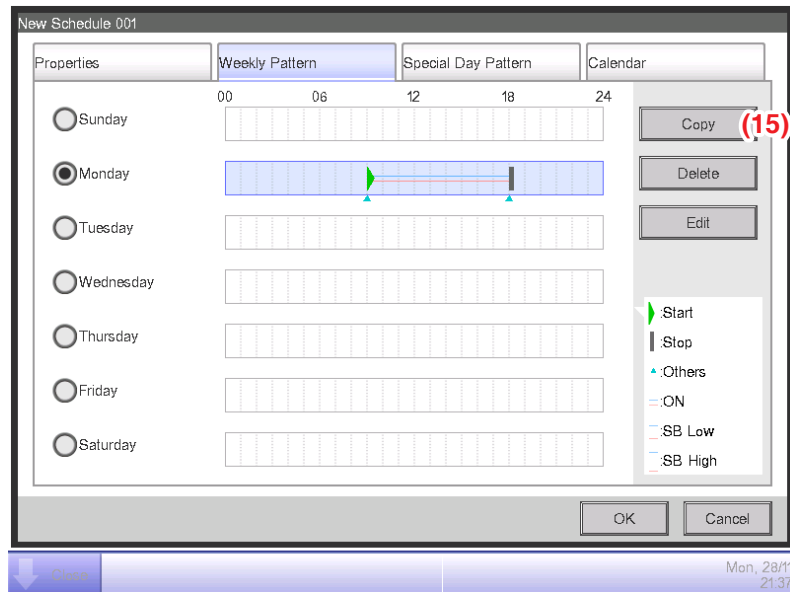 New Schedule 001
Properties Weekly Pattern Special Day Pattern Calendar
00 06 12 18 24
Sunday
Copy (15)
Monday
Delete
Tuesday
Edit
Wednesday
:Start
Thursday
:Stop
:Others
Friday
:ON
:SB Low
Saturday
:SB High
OK Cancel
Mon, 28/1
21:37